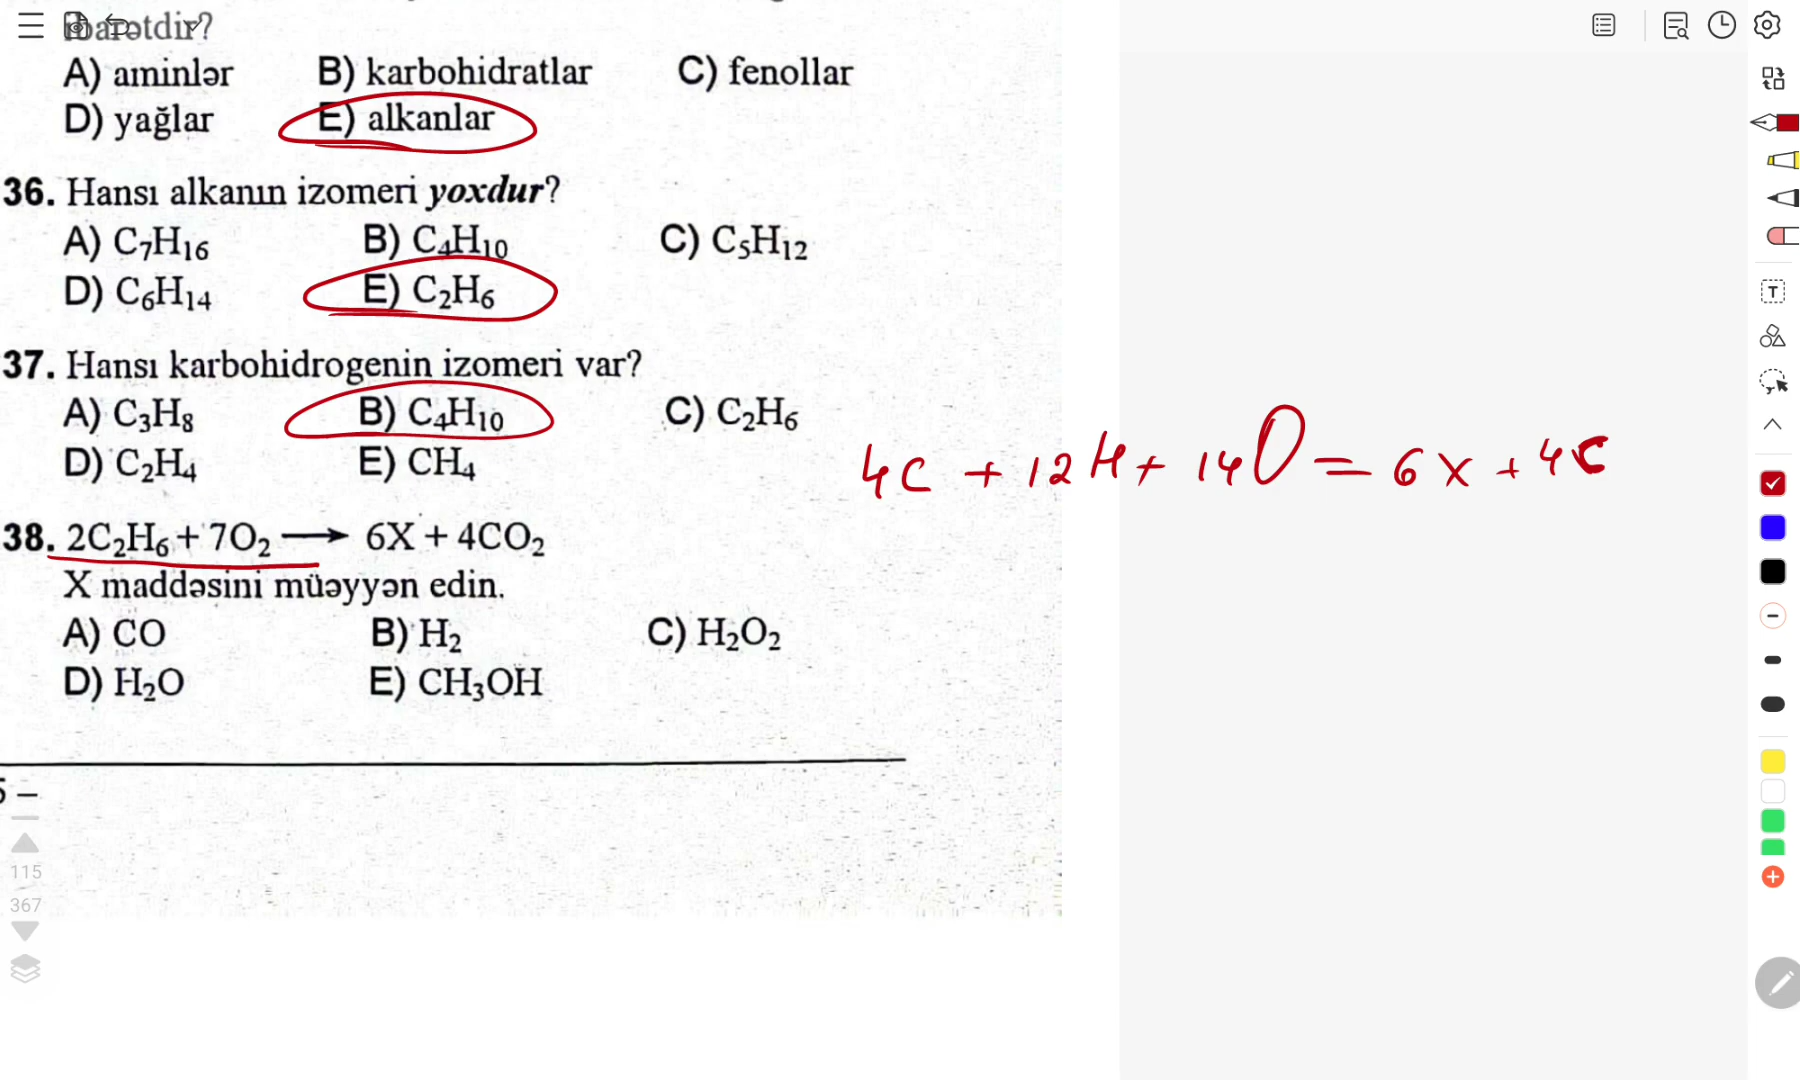 ibarətdir?
A) aminlər B) karbohidratlar C) fenollar
D) yağlar E) alkanlar
36. Hansı alkanın izomeri yoxdur?
A) C₇H₁₆ B) C₄H₁₀ C) C₅H₁₂
D) C₆H₁₄ E) C₂H₆
37. Hansı karbohidrogenin izomeri var?
A) C₃H₈ B) C₄H₁₀ C) C₂H₆
D) C₂H₄ E) CH₄
4C + 12H + 14O = 6X + 4C
38. 2C₂H₆ + 7O₂ → 6X + 4CO₂
X maddəsini müəyyən edin.
A) CO B) H₂ C) H₂O₂
D) H₂O E) CH₃OH
5 –
115
367
T